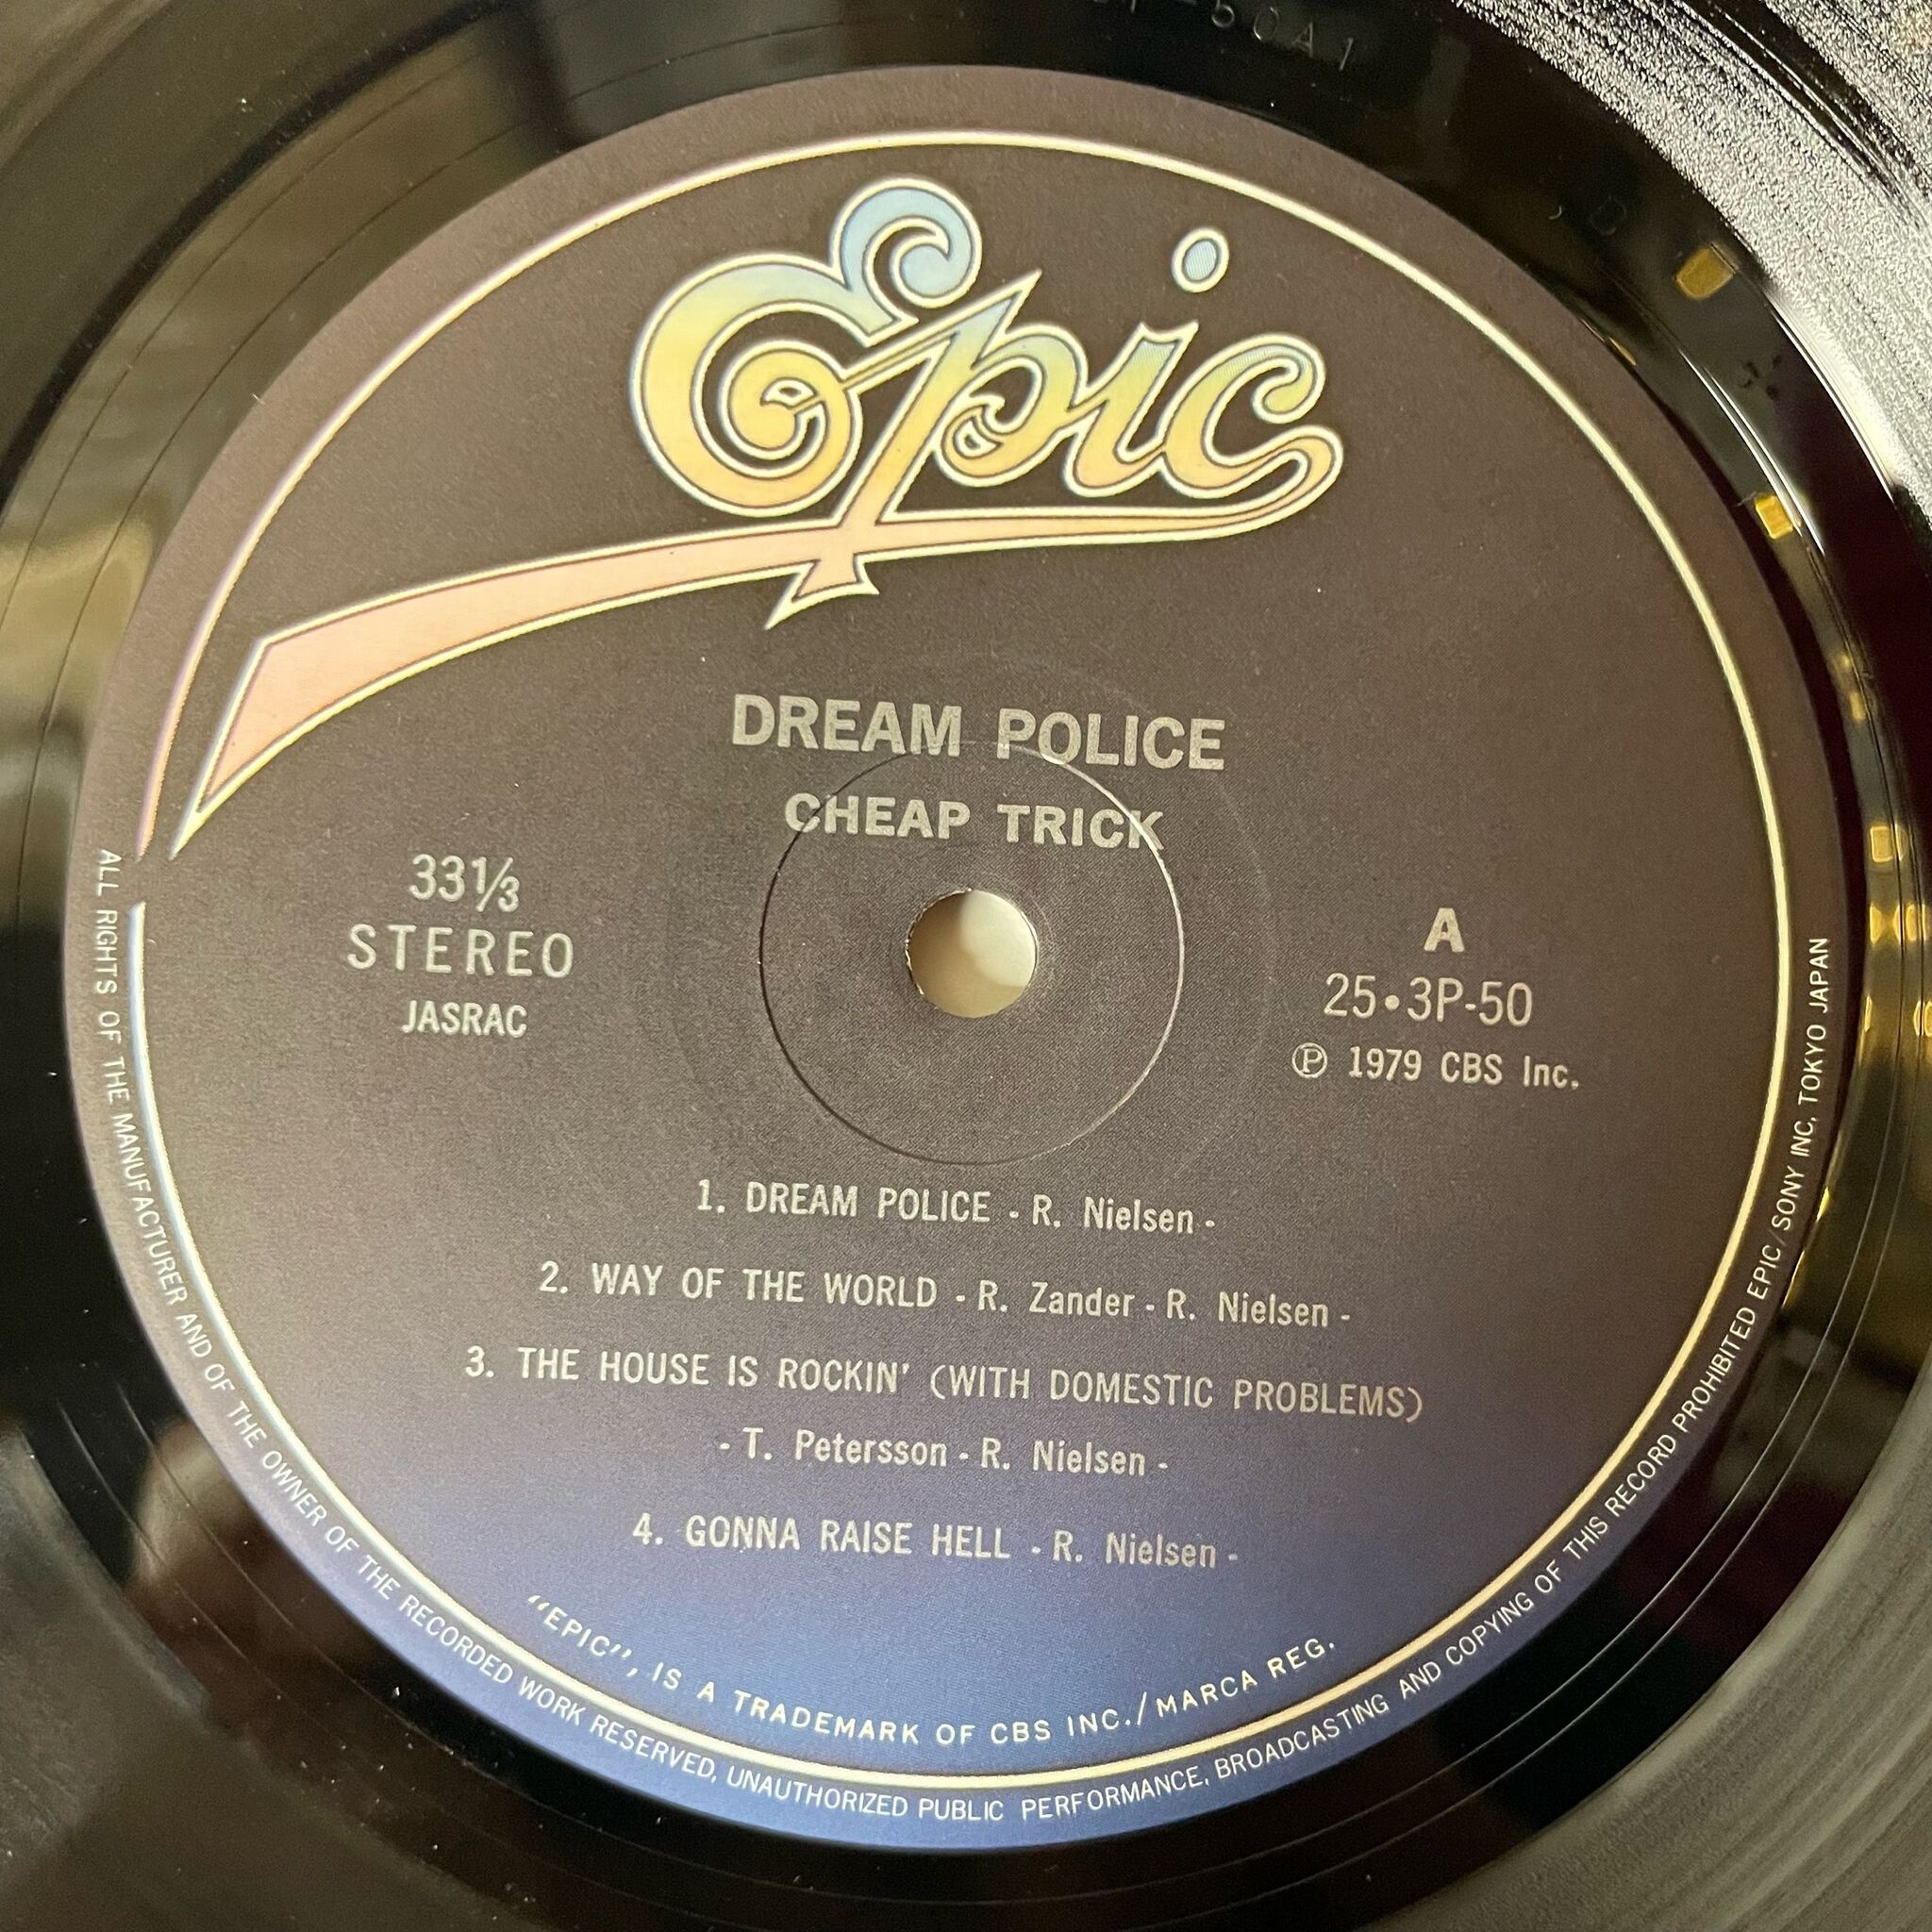 Epic
DREAM POLICE
CHEAP TRICK
33⅓
STEREO
JASRAC
A
25•3P-50
Ⓟ 1979 CBS Inc.
1. DREAM POLICE - R. Nielsen -
2. WAY OF THE WORLD - R. Zander - R. Nielsen -
3. THE HOUSE IS ROCKIN' (WITH DOMESTIC PROBLEMS)
- T. Petersson - R. Nielsen -
4. GONNA RAISE HELL - R. Nielsen -
"EPIC", IS A TRADEMARK OF CBS INC./MARCA REG.
ALL RIGHTS OF THE MANUFACTURER AND OF THE OWNER OF THE RECORDED WORK RESERVED, UNAUTHORIZED PUBLIC PERFORMANCE, BROADCASTING AND COPYING OF THIS RECORD PROHIBITED EPIC/SONY INC. TOKYO JAPAN